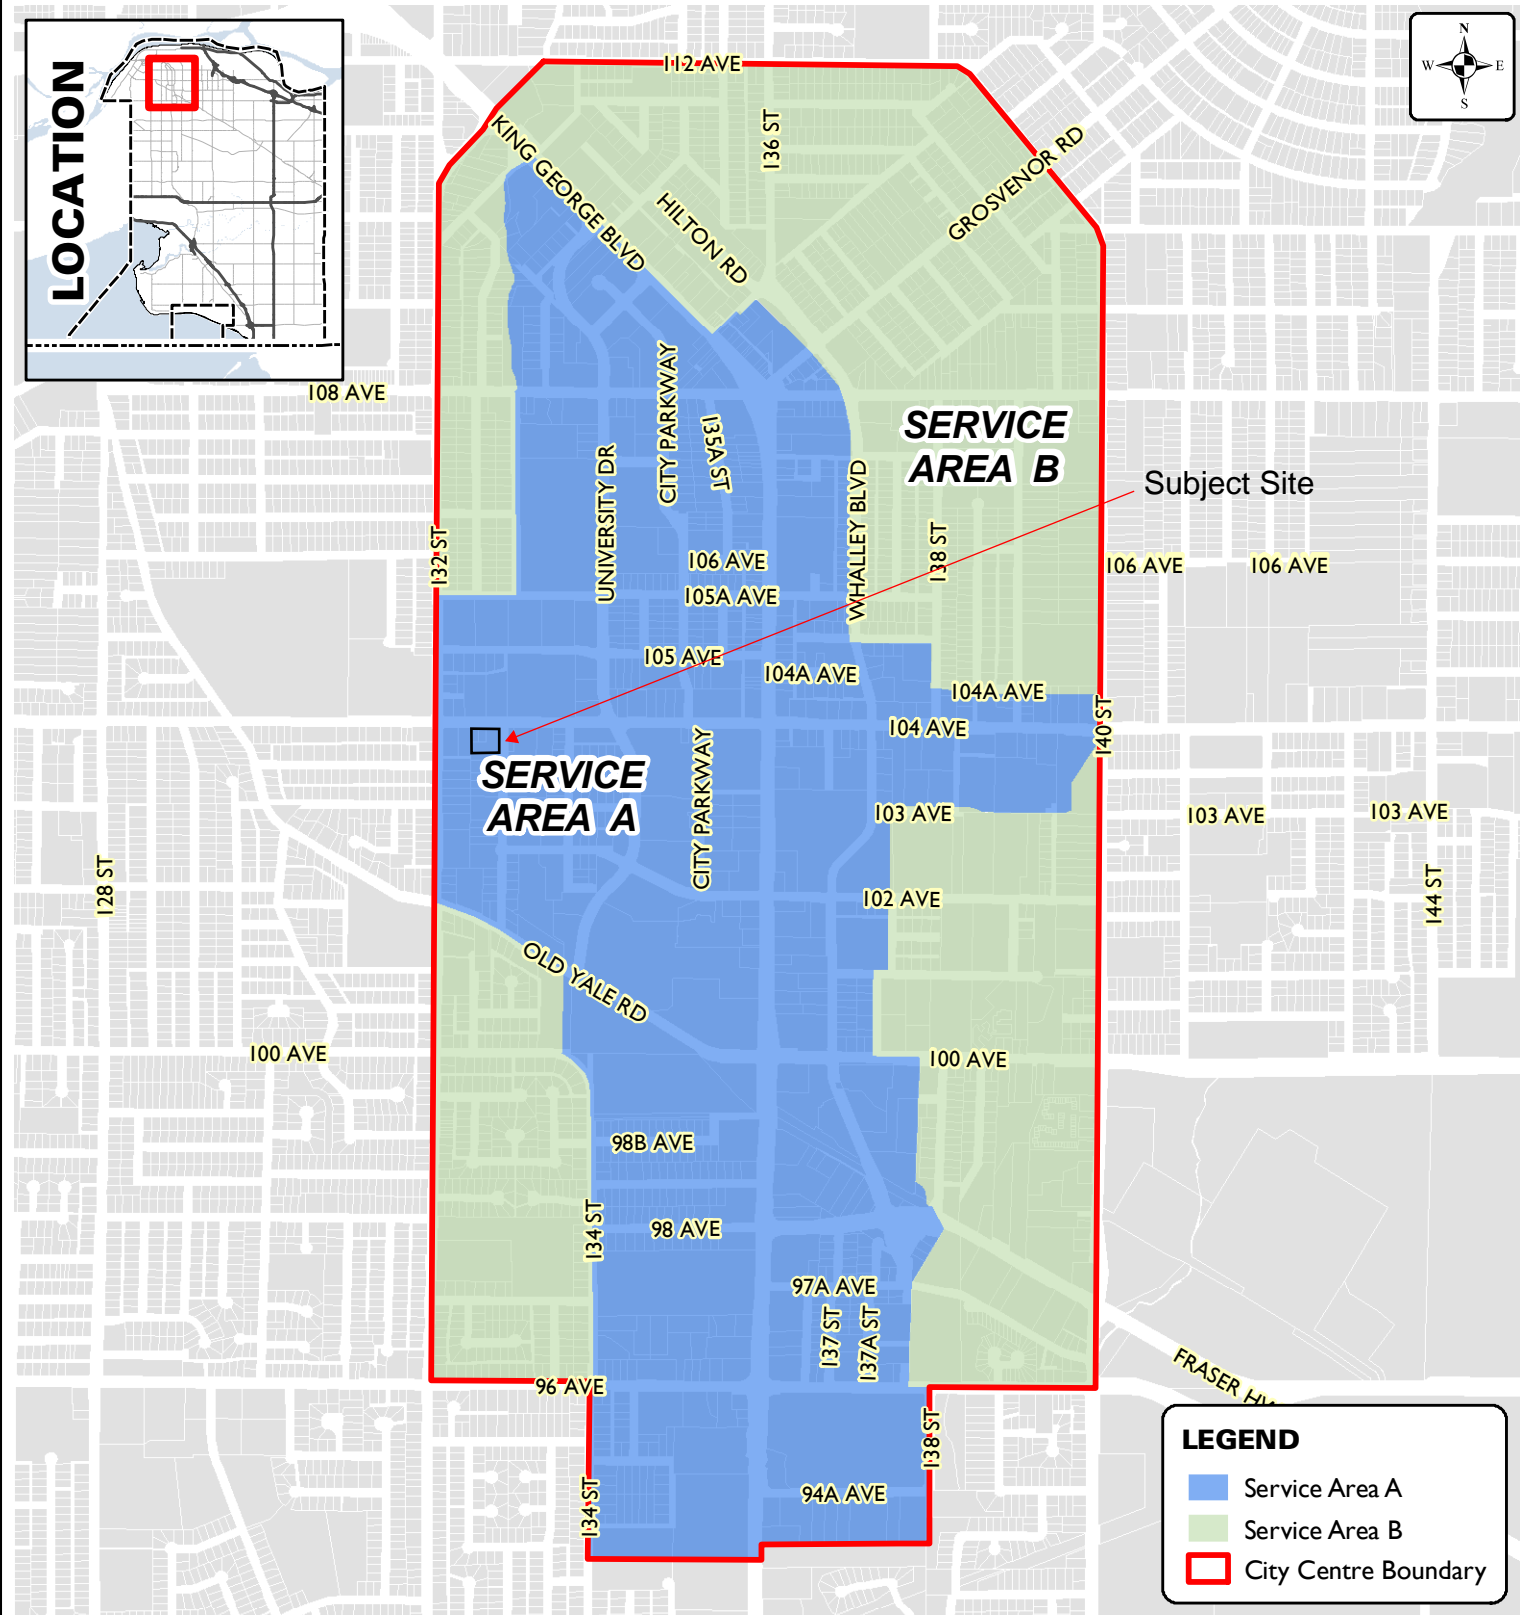 LOCATION
N
W
E
S
112 AVE
136 ST
KING GEORGE BLVD
HILTON RD
GROSVENOR RD
108 AVE
CITY PARKWAY
135A ST
UNIVERSITY DR
WHALLEY BLVD
SERVICE
AREA B
Subject Site
132 ST
138 ST
106 AVE
106 AVE
106 AVE
105A AVE
105 AVE
104A AVE
104A AVE
104 AVE
140 ST
SERVICE
AREA A
CITY PARKWAY
103 AVE
103 AVE
103 AVE
128 ST
102 AVE
144 ST
OLD YALE RD
100 AVE
100 AVE
98B AVE
134 ST
98 AVE
97A AVE
137 ST
137A ST
FRASER HW
96 AVE
138 ST
134 ST
94A AVE
LEGEND
Service Area A
Service Area B
City Centre Boundary